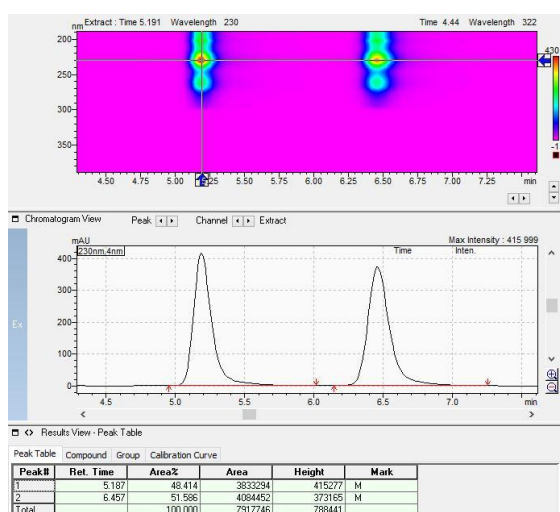 nm Extract : Time 5.191 Wavelength 230 Time 4.44 Wavelength 322
430
200
250
300
350
-1
4.50 4.75 5.00 5.25 5.50 5.75 6.00 6.25 6.50 6.75 7.00 7.25 min
Chromatogram View Peak Channel Extract
mAU Max Intensity : 415 999
230nm,4nm Time Inten.
400
300
200
100
0
Ex
4.5 5.0 5.5 6.0 6.5 7.0 min
Results View - Peak Table
Peak Table Compound Group Calibration Curve
Peak# Ret. Time Area% Area Height Mark
1 5.187 48.414 3833294 415277 M
2 6.457 51.586 4084452 373165 M
Total 100.000 7917746 788441